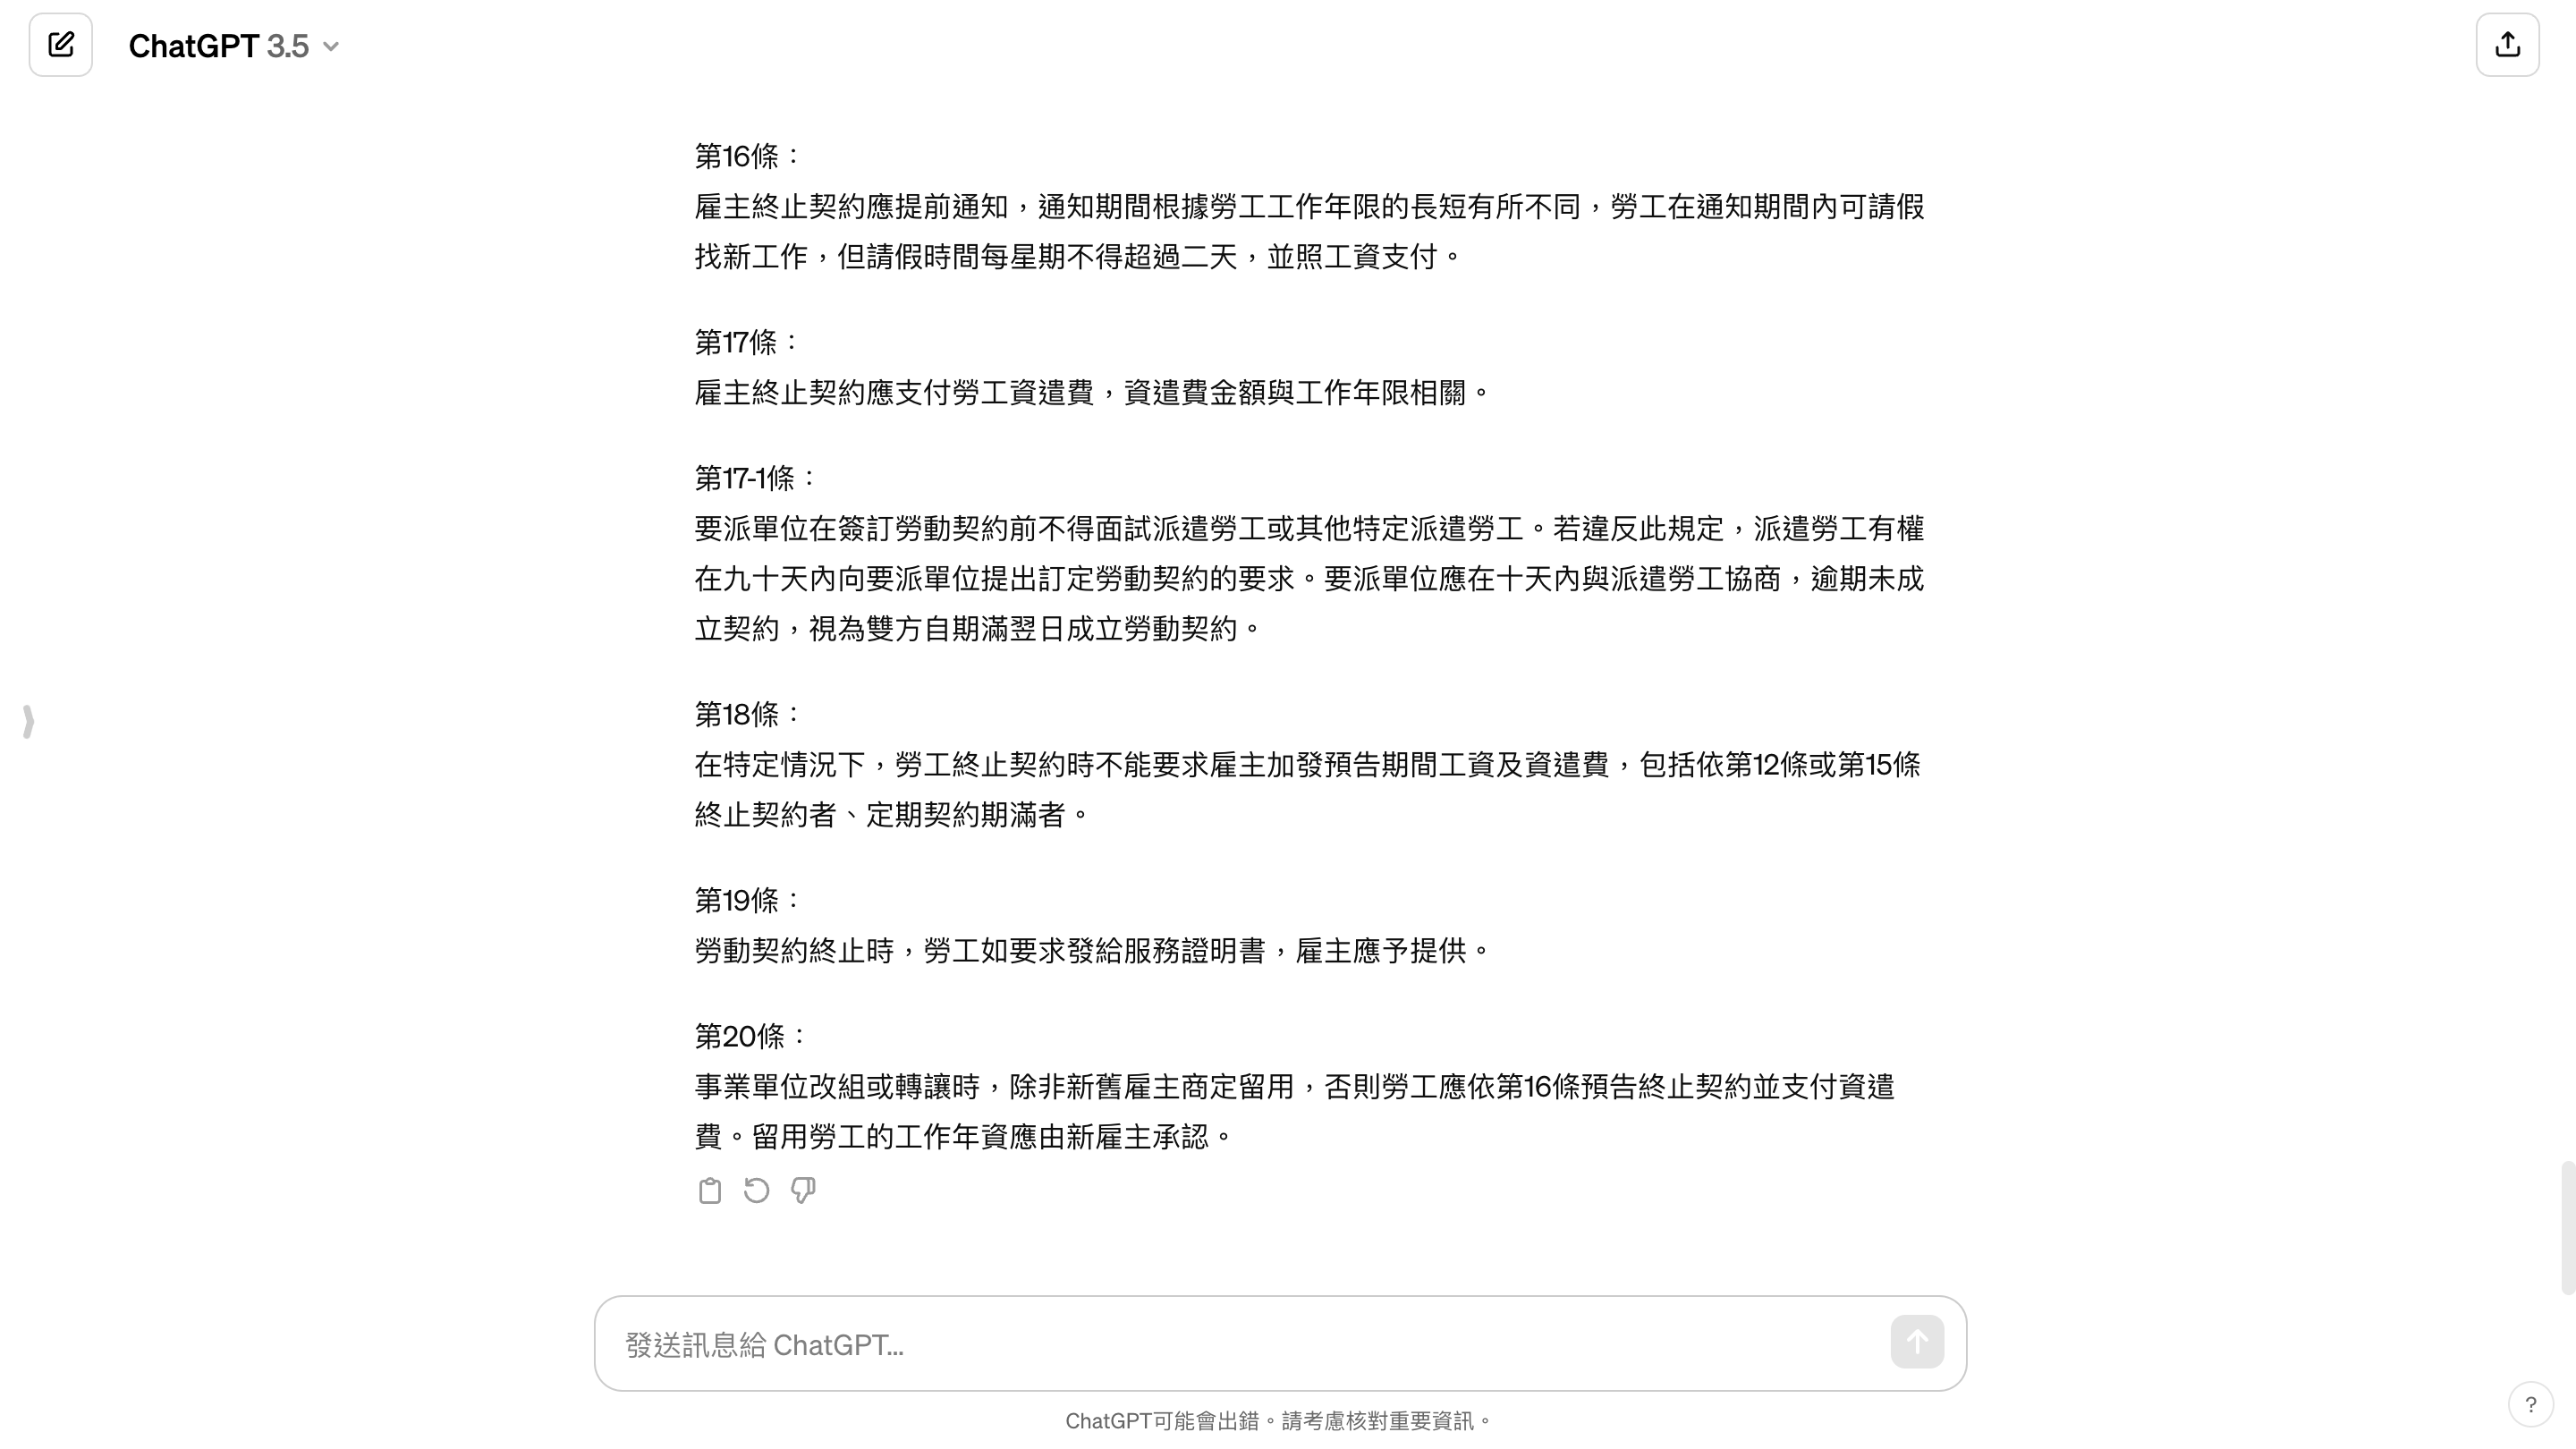 ChatGPT 3.5
第16條：
雇主終止契約應提前通知，通知期間根據勞工工作年限的長短有所不同，勞工在通知期間內可請假
找新工作，但請假時間每星期不得超過二天，並照工資支付。
第17條：
雇主終止契約應支付勞工資遣費，資遣費金額與工作年限相關。
第17-1條：
要派單位在簽訂勞動契約前不得面試派遣勞工或其他特定派遣勞工。若違反此規定，派遣勞工有權
在九十天內向要派單位提出訂定勞動契約的要求。要派單位應在十天內與派遣勞工協商，逾期未成
立契約，視為雙方自期滿翌日成立勞動契約。
第18條：
在特定情況下，勞工終止契約時不能要求雇主加發預告期間工資及資遣費，包括依第12條或第15條
終止契約者、定期契約期滿者。
第19條：
勞動契約終止時，勞工如要求發給服務證明書，雇主應予提供。
第20條：
事業單位改組或轉讓時，除非新舊雇主商定留用，否則勞工應依第16條預告終止契約並支付資遣
費。留用勞工的工作年資應由新雇主承認。
發送訊息給 ChatGPT...
ChatGPT可能會出錯。請考慮核對重要資訊。
?